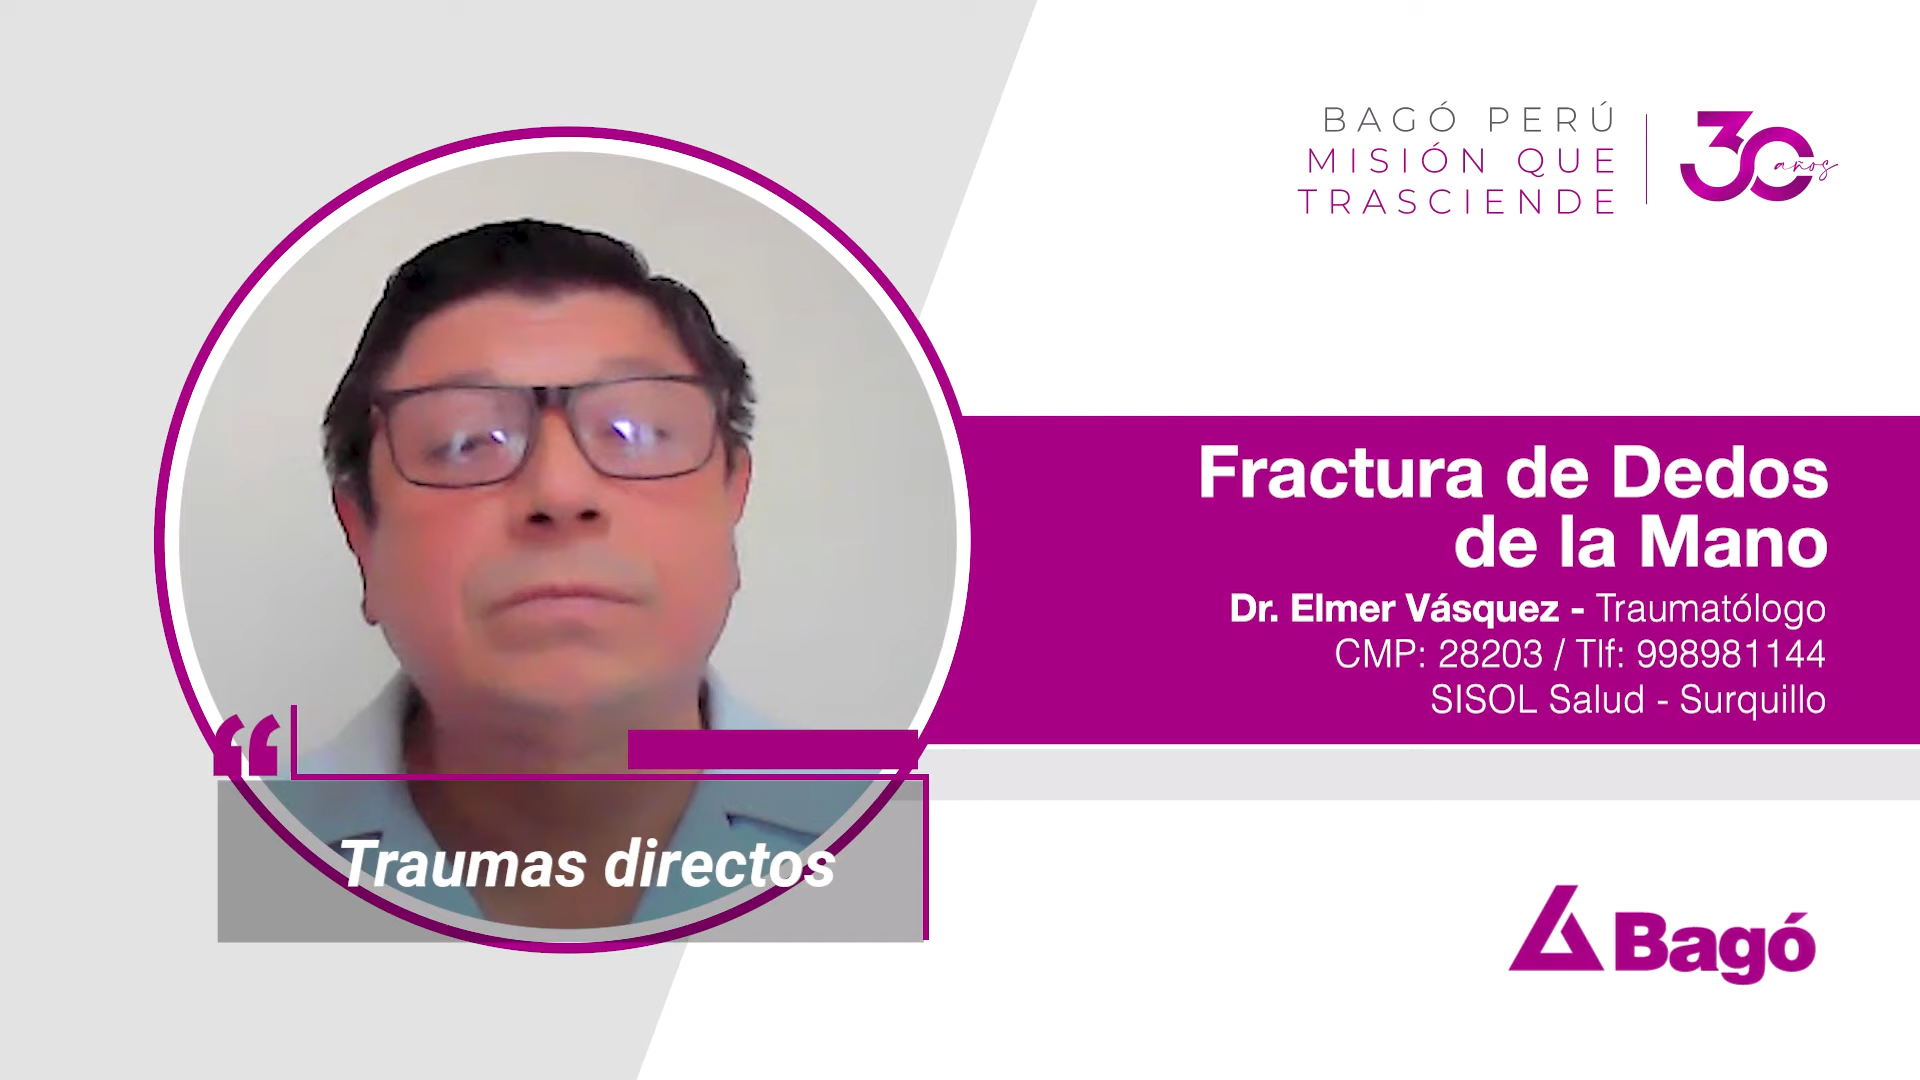 BAGÓ PERÚ
MISIÓN QUE
TRASCIENDE
30
años
Fractura de Dedos
de la Mano
Dr. Elmer Vásquez - Traumatólogo
CMP: 28203 / Tlf: 998981144
SISOL Salud - Surquillo
“
Traumas directos
Bagó